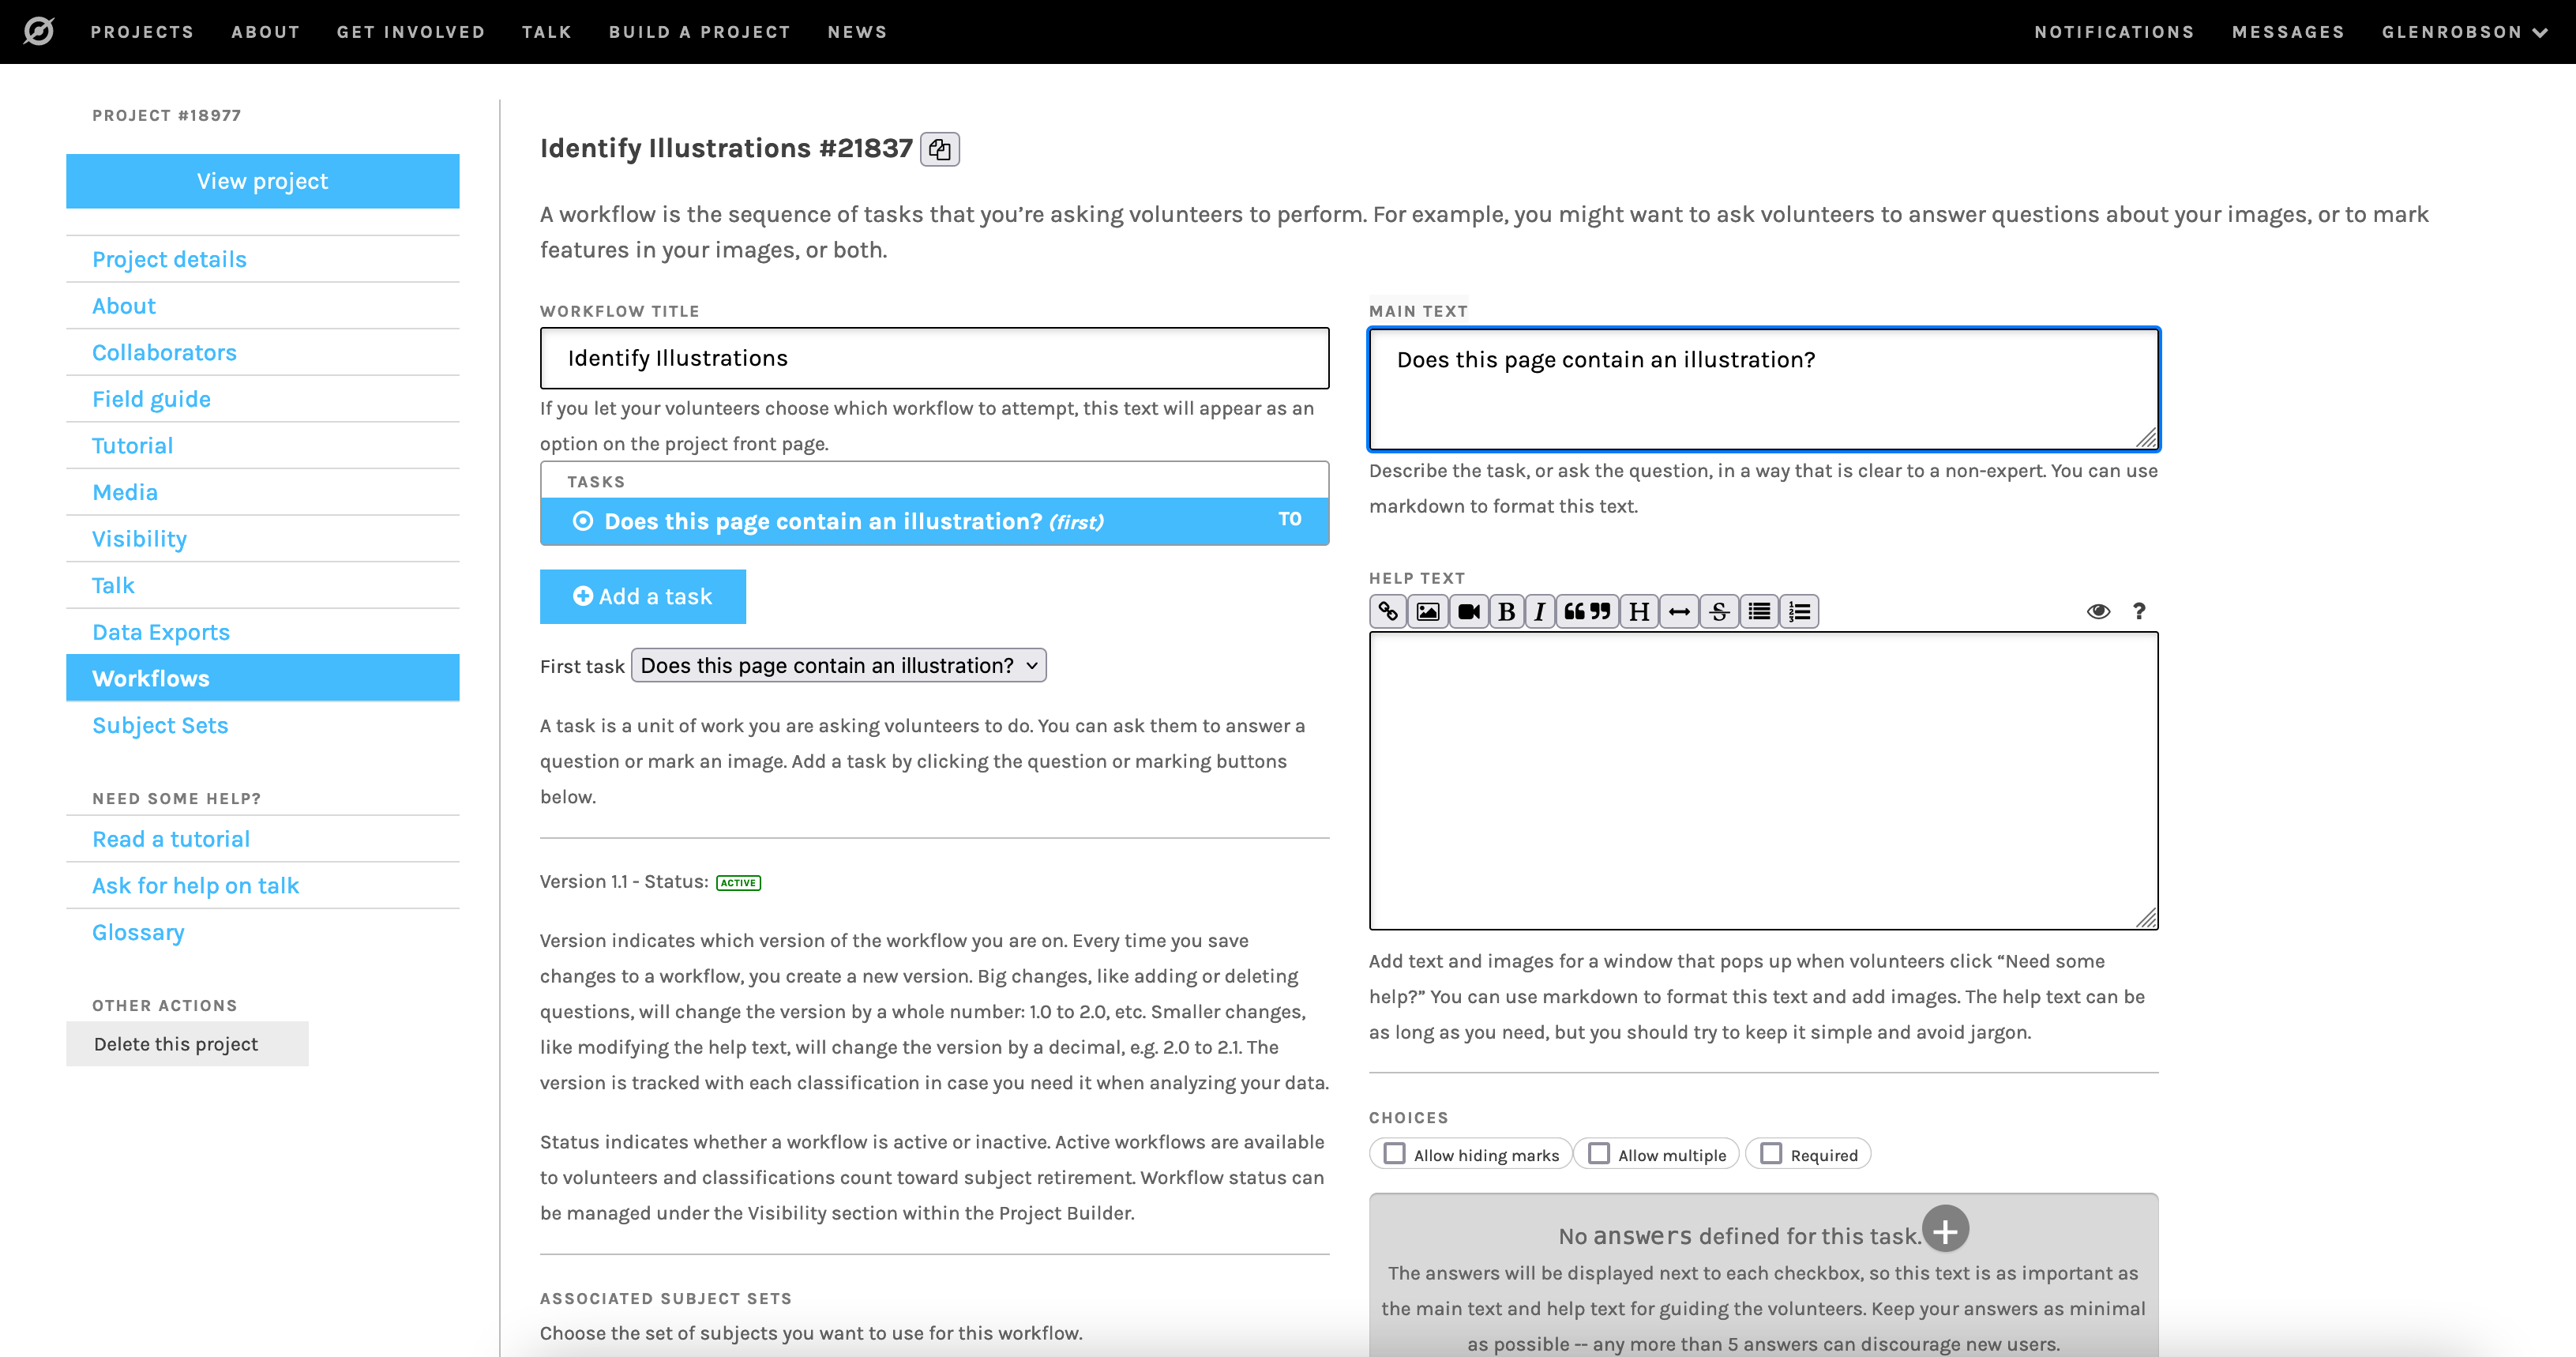 PROJECTS ABOUT GET INVOLVED TALK BUILD A PROJECT NEWS NOTIFICATIONS MESSAGES GLENROBSON
PROJECT #18977
View project
Project details
About
Collaborators
Field guide
Tutorial
Media
Visibility
Talk
Data Exports
Workflows
Subject Sets
NEED SOME HELP?
Read a tutorial
Ask for help on talk
Glossary
OTHER ACTIONS
Delete this project
Identify Illustrations #21837
A workflow is the sequence of tasks that you’re asking volunteers to perform. For example, you might want to ask volunteers to answer questions about your images, or to mark
features in your images, or both.
WORKFLOW TITLE
Identify Illustrations
If you let your volunteers choose which workflow to attempt, this text will appear as an
option on the project front page.
TASKS
Does this page contain an illustration? (first) T0
Add a task
First task Does this page contain an illustration?
A task is a unit of work you are asking volunteers to do. You can ask them to answer a
question or mark an image. Add a task by clicking the question or marking buttons
below.
Version 1.1 - Status: ACTIVE
Version indicates which version of the workflow you are on. Every time you save
changes to a workflow, you create a new version. Big changes, like adding or deleting
questions, will change the version by a whole number: 1.0 to 2.0, etc. Smaller changes,
like modifying the help text, will change the version by a decimal, e.g. 2.0 to 2.1. The
version is tracked with each classification in case you need it when analyzing your data.
Status indicates whether a workflow is active or inactive. Active workflows are available
to volunteers and classifications count toward subject retirement. Workflow status can
be managed under the Visibility section within the Project Builder.
ASSOCIATED SUBJECT SETS
Choose the set of subjects you want to use for this workflow.
MAIN TEXT
Does this page contain an illustration?
Describe the task, or ask the question, in a way that is clear to a non-expert. You can use
markdown to format this text.
HELP TEXT
B I “ ” H S ?
Add text and images for a window that pops up when volunteers click “Need some
help?” You can use markdown to format this text and add images. The help text can be
as long as you need, but you should try to keep it simple and avoid jargon.
CHOICES
Allow hiding marks Allow multiple Required
No answers defined for this task. +
The answers will be displayed next to each checkbox, so this text is as important as
the main text and help text for guiding the volunteers. Keep your answers as minimal
as possible -- any more than 5 answers can discourage new users.